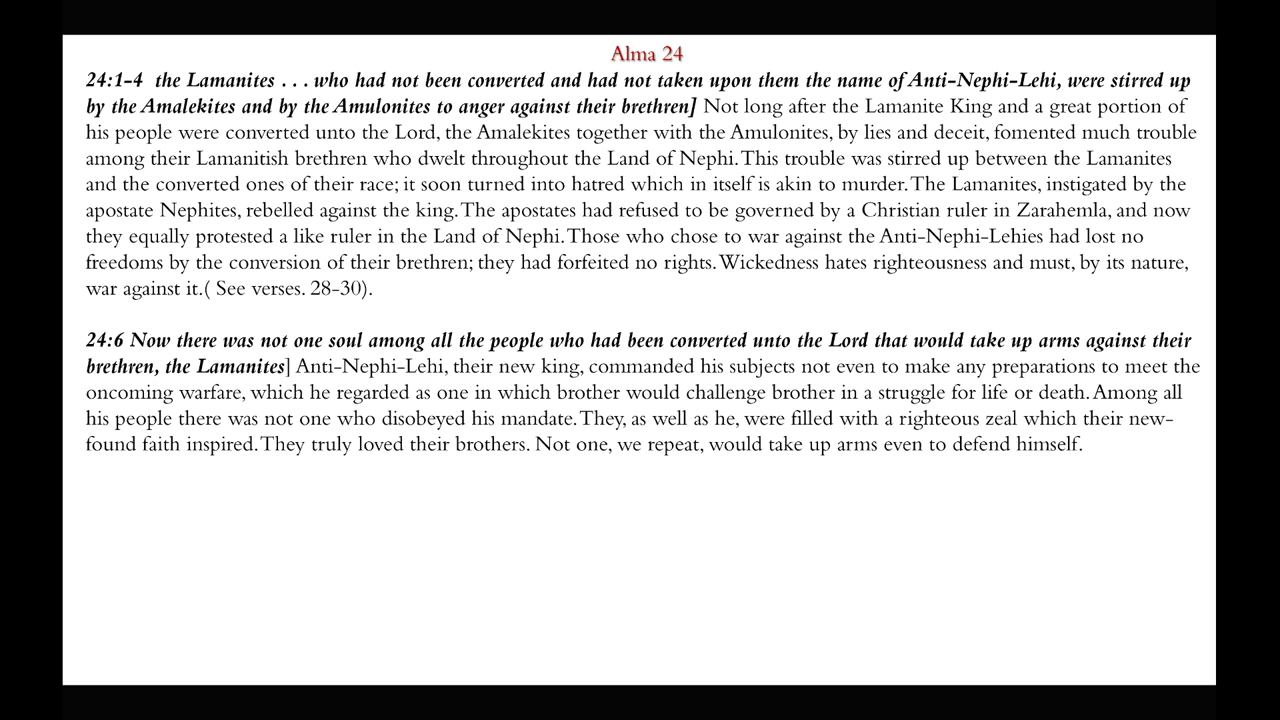 Alma 24
24:1-4 the Lamanites . . . who had not been converted and had not taken upon them the name of Anti-Nephi-Lehi, were stirred up
by the Amalekites and by the Amulonites to anger against their brethren] Not long after the Lamanite King and a great portion of
his people were converted unto the Lord, the Amalekites together with the Amulonites, by lies and deceit, fomented much trouble
among their Lamanitish brethren who dwelt throughout the Land of Nephi. This trouble was stirred up between the Lamanites
and the converted ones of their race; it soon turned into hatred which in itself is akin to murder. The Lamanites, instigated by the
apostate Nephites, rebelled against the king. The apostates had refused to be governed by a Christian ruler in Zarahemla, and now
they equally protested a like ruler in the Land of Nephi. Those who chose to war against the Anti-Nephi-Lehies had lost no
freedoms by the conversion of their brethren; they had forfeited no rights. Wickedness hates righteousness and must, by its nature,
war against it.( See verses. 28-30).
24:6 Now there was not one soul among all the people who had been converted unto the Lord that would take up arms against their
brethren, the Lamanites] Anti-Nephi-Lehi, their new king, commanded his subjects not even to make any preparations to meet the
oncoming warfare, which he regarded as one in which brother would challenge brother in a struggle for life or death. Among all
his people there was not one who disobeyed his mandate. They, as well as he, were filled with a righteous zeal which their new-
found faith inspired. They truly loved their brothers. Not one, we repeat, would take up arms even to defend himself.